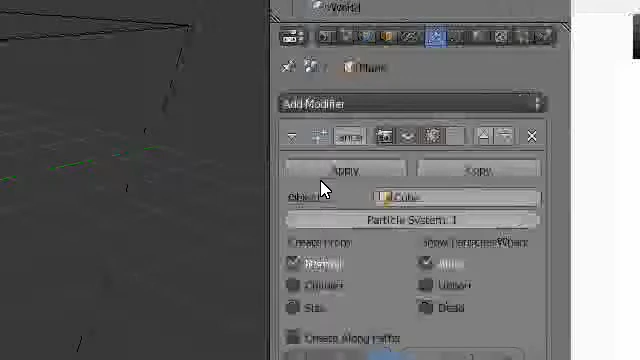 World
Plane
Add Modifier
Apply Copy
Object: Cube
Particle System: 1
Create From: Show Particles When:
Normal Alive
Children Unborn
Size Dead
Create Along Paths